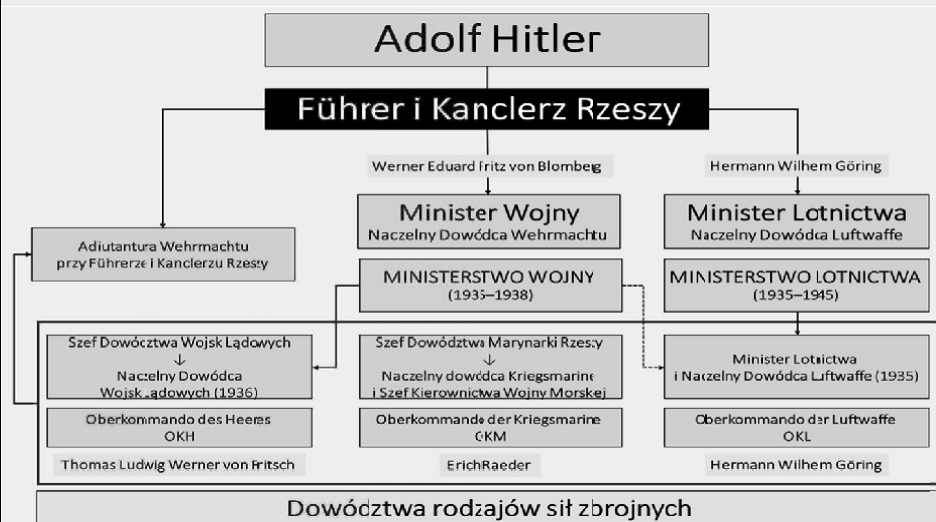 Adolf Hitler
Führer i Kanclerz Rzeszy
Werner Eduard Fritz von Blomberg
Hermann Wilhem Göring
Minister Wojny
Naczelny Dowódca Wehrmachtu
Minister Lotnictwa
Naczelny Dowódca Luftwaffe
Adiutantura Wehrmachtu
przy Führerze i Kanclerzu Rzeszy
MINISTERSTWO WOJNY
(1935–1938)
MINISTERSTWO LOTNICTWA
(1935–1945)
Szef Dowództwa Wojsk Lądowych
↓
Naczelny Dowódca
Wojsk Lądowych (1936)
Szef Dowództwa Marynarki Rzeszy
↓
Naczelny dowódca Kriegsmarine
i Szef Kierownictwa Wojny Morskiej
Minister Lotnictwa
i Naczelny Dowódca Luftwaffe (1935)
Oberkommando des Heeres
OKH
Oberkommando der Kriegsmarine
OKM
Oberkommando der Luftwaffe
OKL
Thomas Ludwig Werner von Fritsch
ErichRaeder
Hermann Wilhem Göring
Dowództwa rodzajów sił zbrojnych